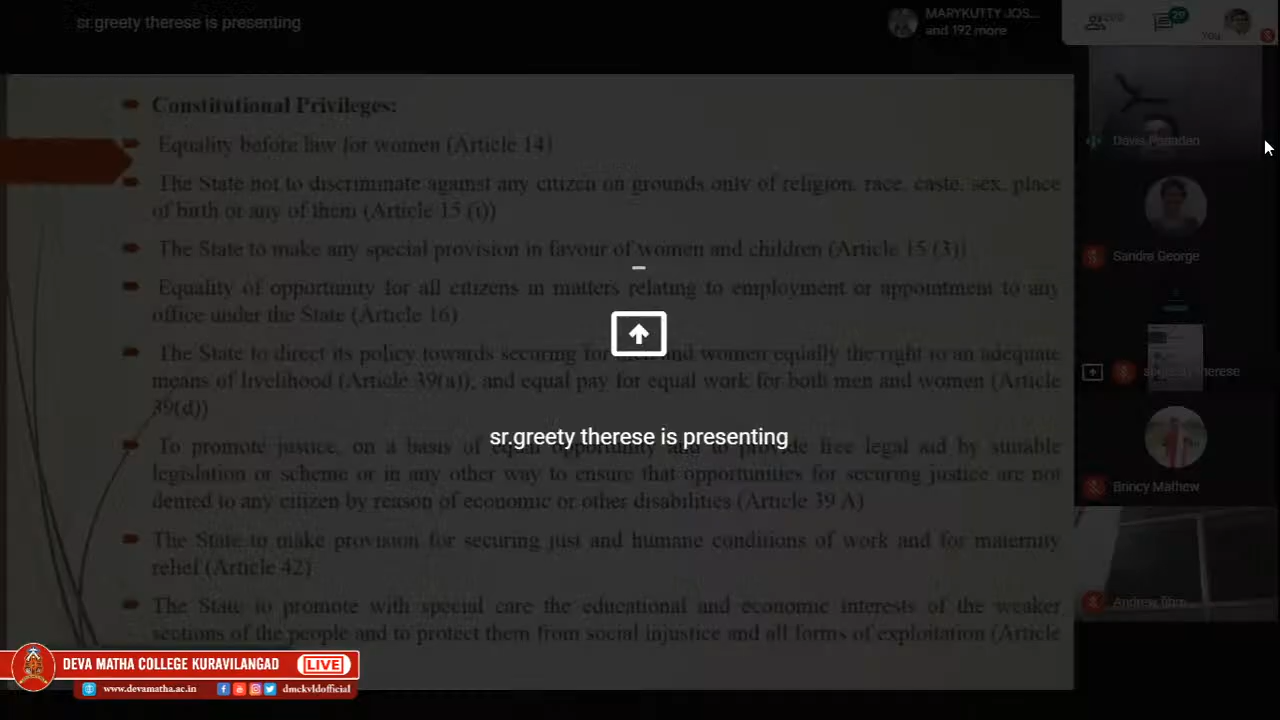 sr.greety therese is presenting
MARYKUTTY JOS...
and 192 more
29
You
Constitutional Privileges:
Equality before law for women (Article 14)
The State not to discriminate against any citizen on grounds only of religion, race, caste, sex, place
of birth or any of them (Article 15 (i))
The State to make any special provision in favour of women and children (Article 15 (3))
Equality of opportunity for all citizens in matters relating to employment or appointment to any
office under the State (Article 16)
The State to direct its policy towards securing for men and women equally the right to an adequate
means of livelihood (Article 39(a)), and equal pay for equal work for both men and women (Article
39(d))
To promote justice, on a basis of equal opportunity and to provide free legal aid by suitable
legislation or scheme or in any other way to ensure that opportunities for securing justice are not
denied to any citizen by reason of economic or other disabilities (Article 39 A)
The State to make provision for securing just and humane conditions of work and for maternity
relief (Article 42)
The State to promote with special care the educational and economic interests of the weaker
sections of the people and to protect them from social injustice and all forms of exploitation (Article
sr.greety therese is presenting
Sandra George
therese
Brincy Mathew
DEVA MATHA COLLEGE KURAVILANGAD
LIVE
www.devamatha.ac.in
dmckvldofficial